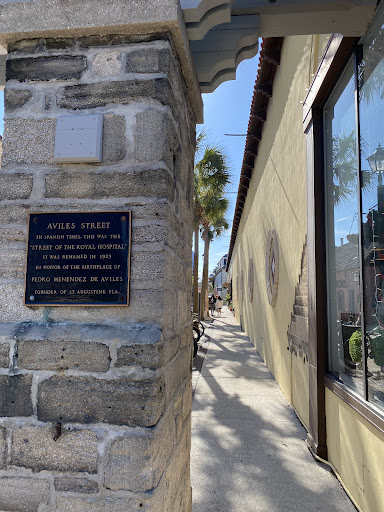 AVILES STREET
IN SPANISH TIMES, THIS WAS THE
"STREET OF THE ROYAL HOSPITAL"
IT WAS RENAMED IN 1923
IN HONOR OF THE BIRTHPLACE OF
PEDRO MENENDEZ DE AVILES
FOUNDER OF ST. AUGUSTINE FLA.